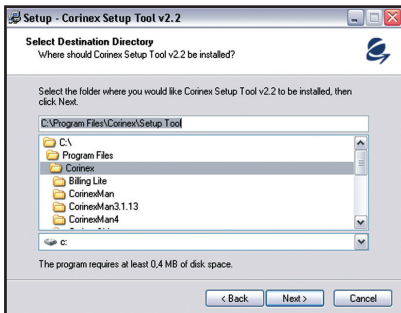 Setup - Corinex Setup Tool v2.2
Select Destination Directory
Where should Corinex Setup Tool v2.2 be installed?
Select the folder where you would like Corinex Setup Tool v2.2 to be installed, then
click Next.
C:\Program Files\Corinex\Setup Tool
C:\
Program Files
Corinex
Billing Lite
CorinexMan
CorinexMan3.1.13
CorinexMan4
c:
The program requires at least 0,4 MB of disk space.
< Back
Next >
Cancel